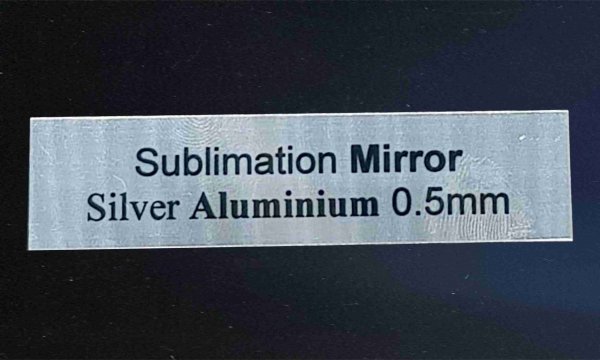 Sublimation Mirror
Silver Aluminium 0.5mm